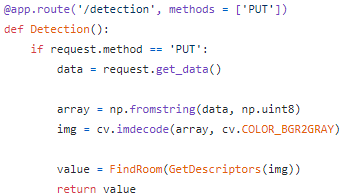 @app.route('/detection', methods = ['PUT'])
def Detection():
    if request.method == 'PUT':
        data = request.get_data()

        array = np.fromstring(data, np.uint8)
        img = cv.imdecode(array, cv.COLOR_BGR2GRAY)

        value = FindRoom(GetDescriptors(img))
        return value